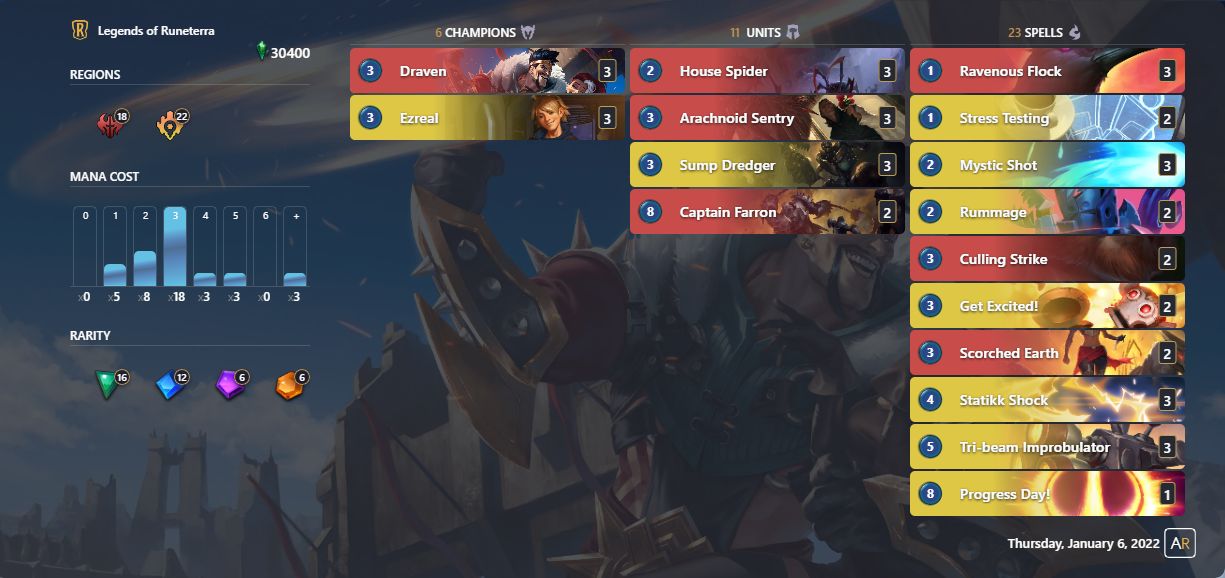 Legends of Runeterra
30400
REGIONS
18
22
MANA COST
0 1 2 3 4 5 6 +
x0 x5 x8 x18 x3 x3 x0 x3
RARITY
16
12
6
6
6 CHAMPIONS
3 Draven 3
3 Ezreal 3
11 UNITS
2 House Spider 3
3 Arachnoid Sentry 3
3 Sump Dredger 3
8 Captain Farron 2
23 SPELLS
1 Ravenous Flock 3
1 Stress Testing 2
2 Mystic Shot 3
2 Rummage 2
3 Culling Strike 2
3 Get Excited! 2
3 Scorched Earth 2
4 Statikk Shock 3
5 Tri-beam Improbulator 3
8 Progress Day! 1
Thursday, January 6, 2022 AR